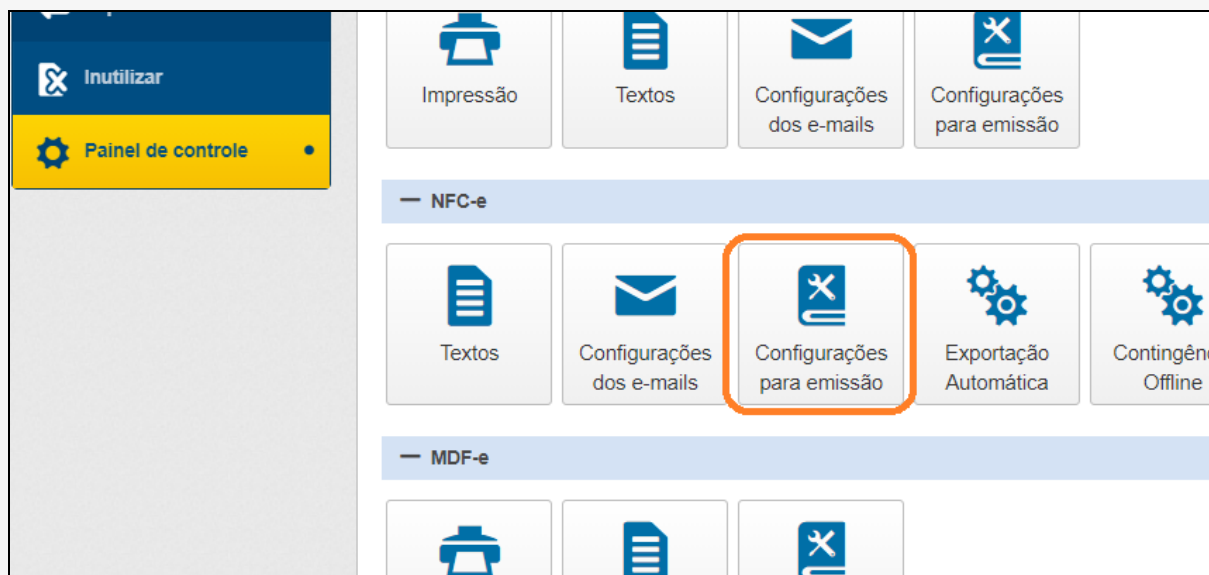 Inutilizar
Painel de controle
Impressão
Textos
Configurações
dos e-mails
Configurações
para emissão
NFC-e
Textos
Configurações
dos e-mails
Configurações
para emissão
Exportação
Automática
Offline
MDF-e